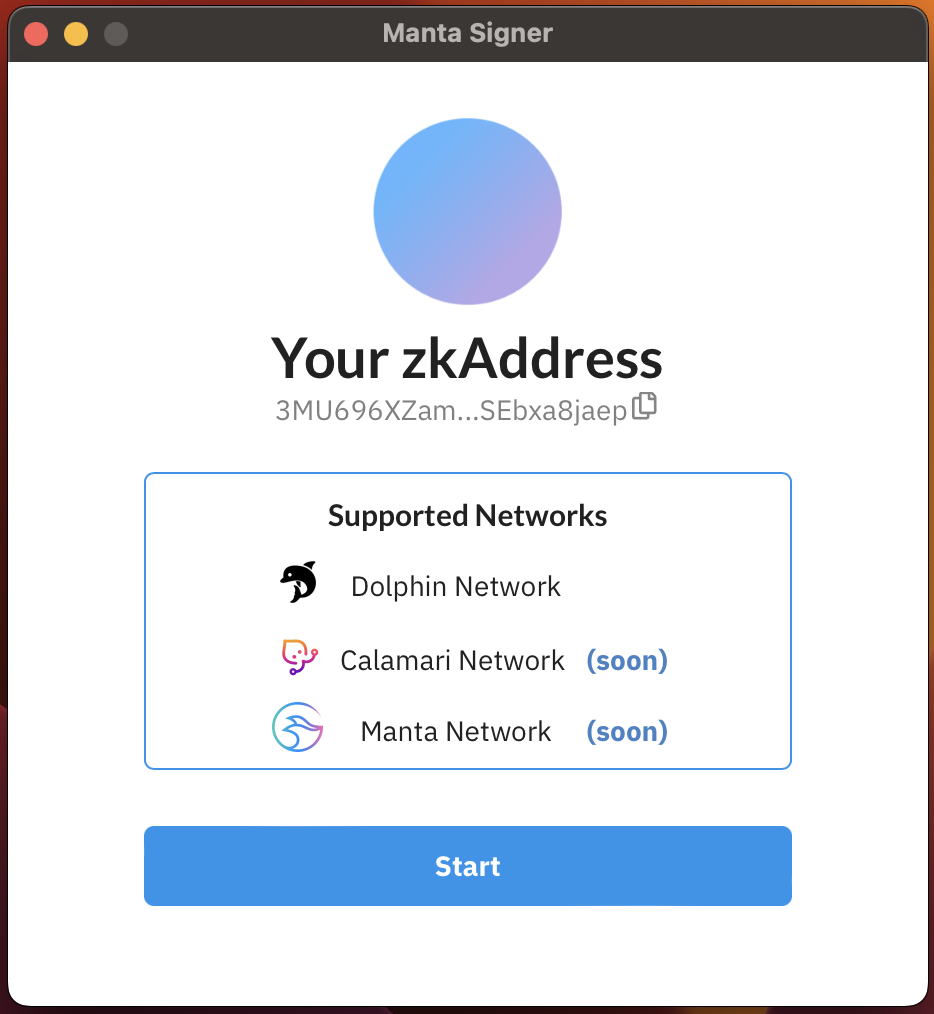 Manta Signer
Your zkAddress
3MU696XZam...SEbxa8jaep
Supported Networks
Dolphin Network
Calamari Network (soon)
Manta Network (soon)
Start